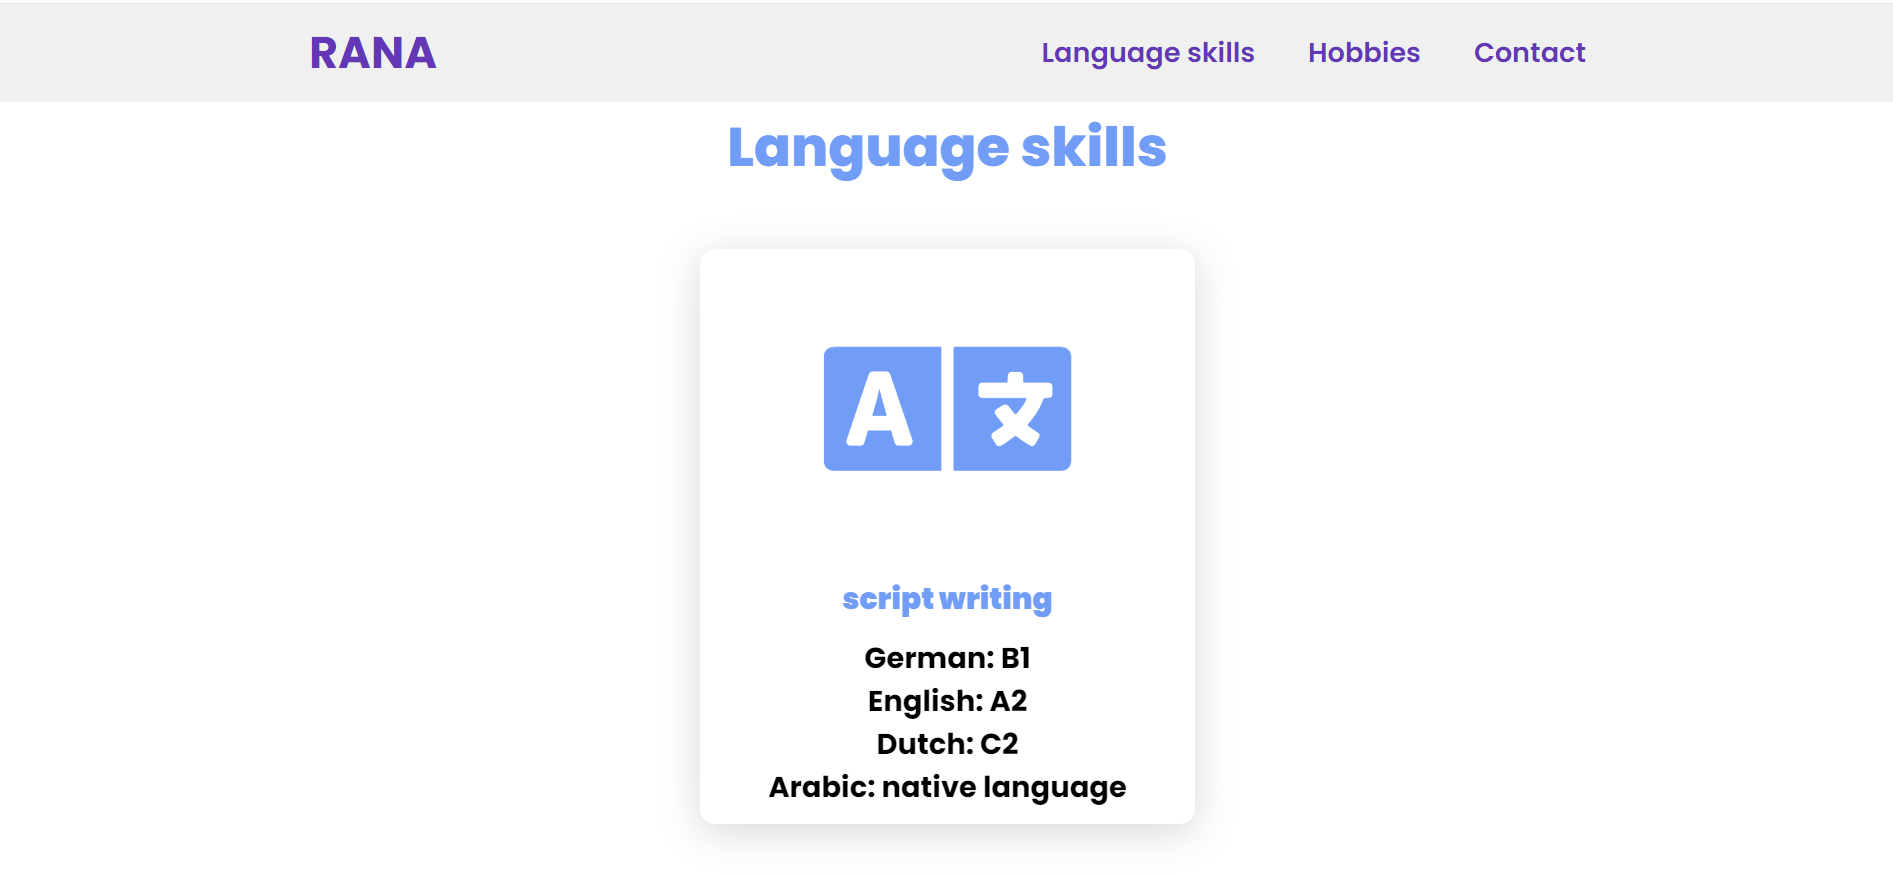 RANA
Language skills
Hobbies
Contact
Language skills
A 文
script writing
German: B1
English: A2
Dutch: C2
Arabic: native language